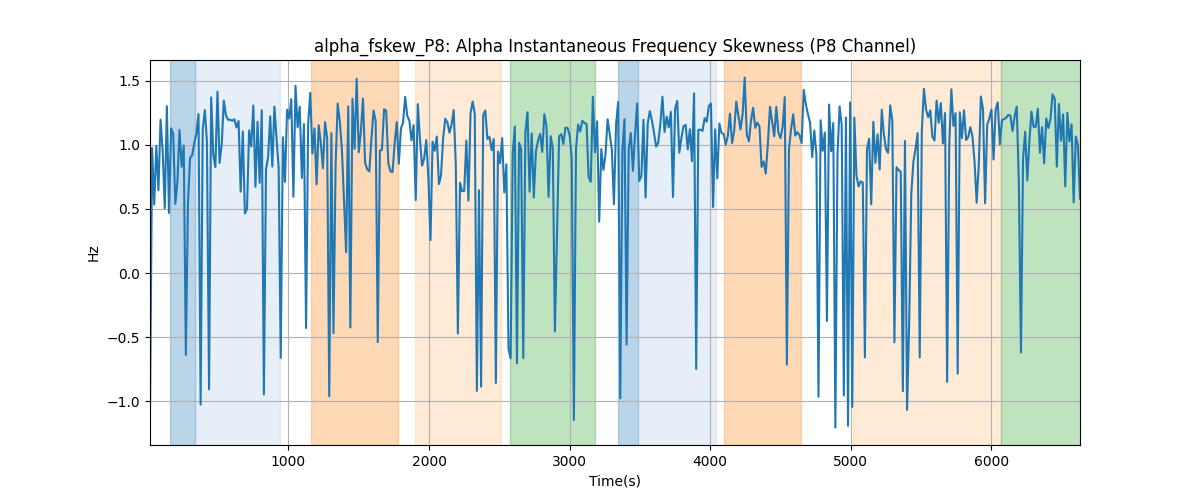 alpha_fskew_P8: Alpha Instantaneous Frequency Skewness (P8 Channel)
1.5
1.0
0.5
0.0
−0.5
−1.0
Hz
1000 2000 3000 4000 5000 6000
Time(s)